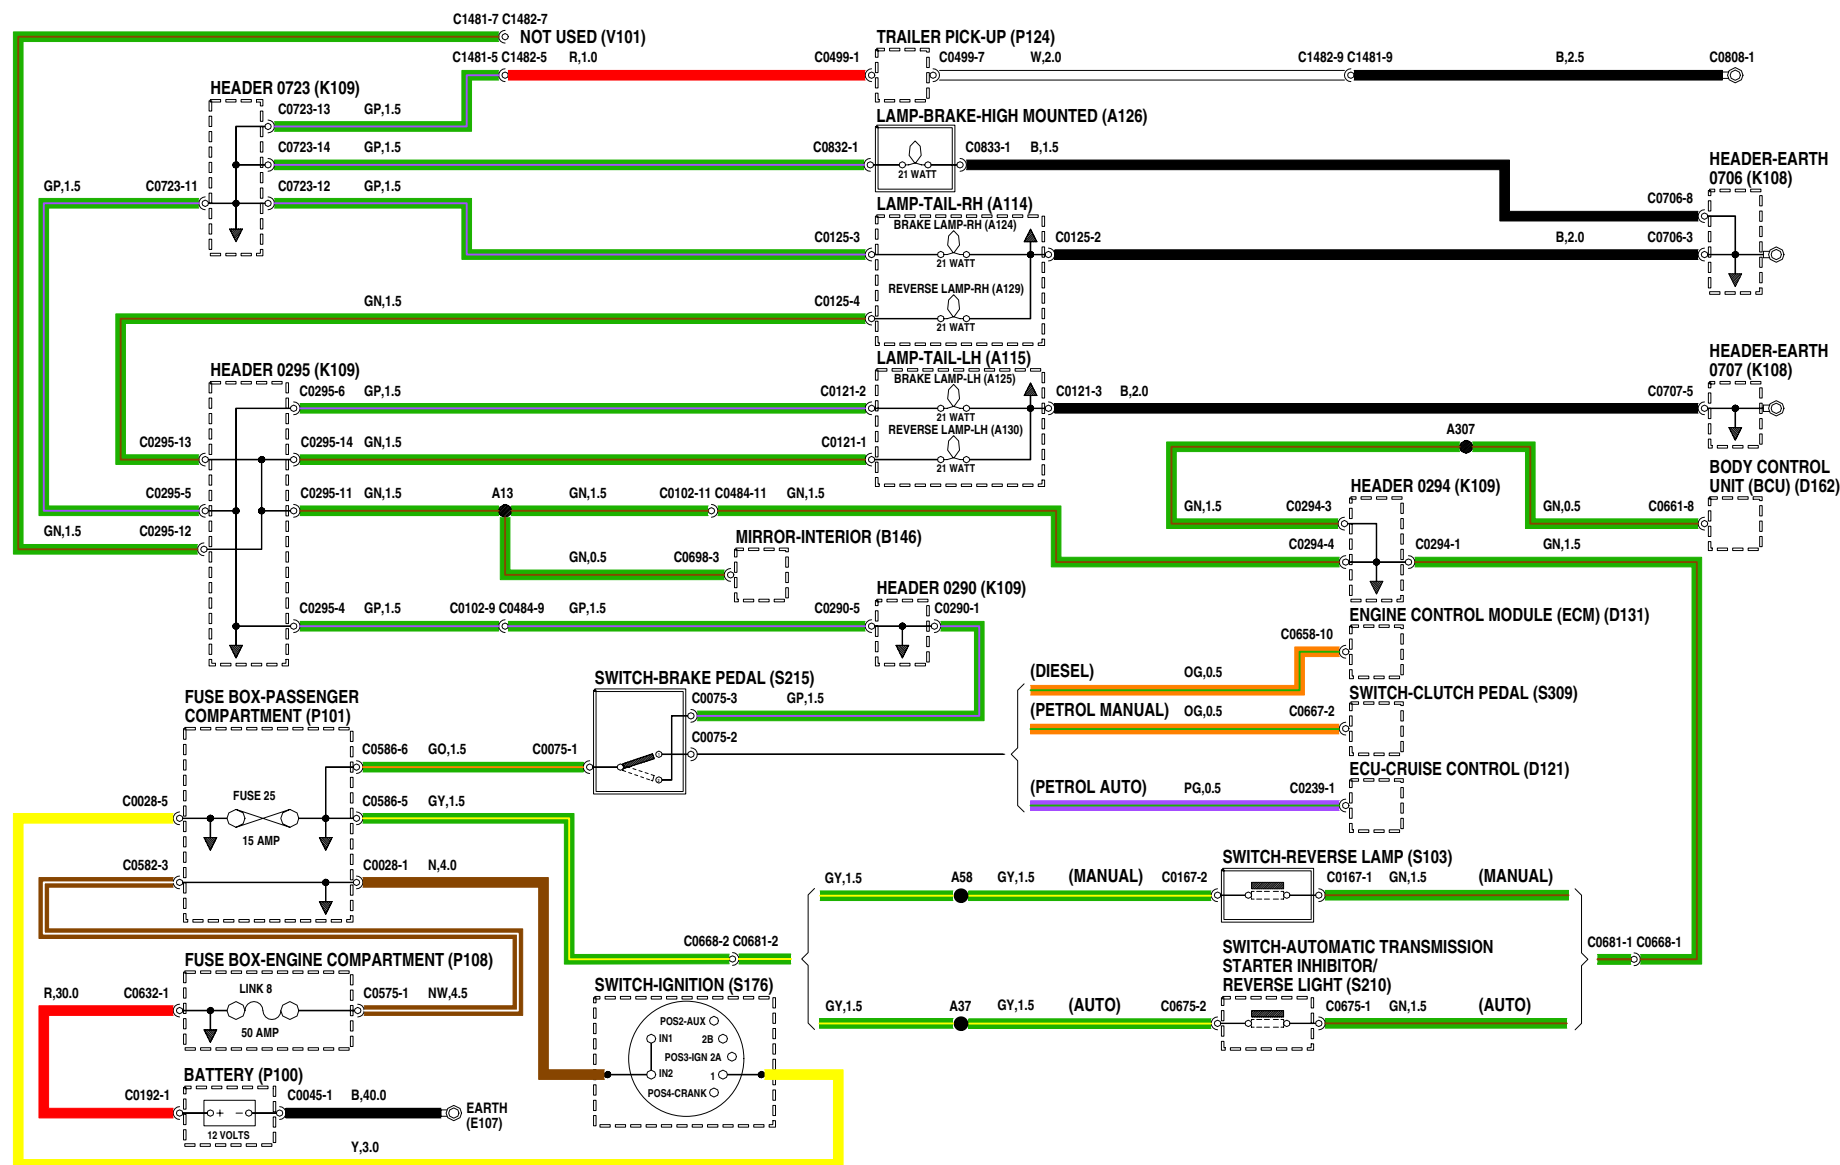 C1481-7 C1482-7
NOT USED (V101)
C1481-5 C1482-5 R,1.0 C0499-1
TRAILER PICK-UP (P124)
C0499-7 W,2.0 C1482-9 C1481-9 B,2.5 C0808-1
HEADER 0723 (K109)
C0723-13 GP,1.5
LAMP-BRAKE-HIGH MOUNTED (A126)
C0723-14 GP,1.5 C0832-1
21 WATT
C0833-1 B,1.5
HEADER-EARTH
0706 (K108)
C0706-8
GP,1.5 C0723-11
C0723-12 GP,1.5
LAMP-TAIL-RH (A114)
BRAKE LAMP-RH (A124)
C0125-3
21 WATT
C0125-2 B,2.0 C0706-3
REVERSE LAMP-RH (A129)
GN,1.5 C0125-4
21 WATT
HEADER-EARTH
0707 (K108)
HEADER 0295 (K109)
LAMP-TAIL-LH (A115)
BRAKE LAMP-LH (A125)
C0295-6 GP,1.5 C0121-2
21 WATT
C0121-3 B,2.0 C0707-5
REVERSE LAMP-LH (A130)
C0295-13
C0295-14 GN,1.5 C0121-1
21 WATT
A307
BODY CONTROL
UNIT (BCU) (D162)
HEADER 0294 (K109)
C0295-5
C0295-11 GN,1.5 A13 GN,1.5 C0102-11 C0484-11 GN,1.5
GN,1.5 C0294-3
GN,0.5 C0661-8
GN,1.5 C0295-12
MIRROR-INTERIOR (B146)
GN,0.5 C0698-3
C0294-4 C0294-1 GN,1.5
HEADER 0290 (K109)
C0295-4 GP,1.5 C0102-9 C0484-9 GP,1.5 C0290-5 C0290-1
ENGINE CONTROL MODULE (ECM) (D131)
C0658-10
(DIESEL) OG,0.5
SWITCH-BRAKE PEDAL (S215)
C0075-3 GP,1.5
SWITCH-CLUTCH PEDAL (S309)
(PETROL MANUAL) OG,0.5 C0667-2
C0075-2
FUSE BOX-PASSENGER
COMPARTMENT (P101)
C0586-6 GO,1.5 C0075-1
ECU-CRUISE CONTROL (D121)
(PETROL AUTO) PG,0.5 C0239-1
C0028-5
FUSE 25
15 AMP
C0586-5 GY,1.5
C0582-3
C0028-1 N,4.0
SWITCH-REVERSE LAMP (S103)
GY,1.5 A58 GY,1.5 (MANUAL) C0167-2 C0167-1 GN,1.5 (MANUAL)
C0668-2 C0681-2
C0681-1 C0668-1
FUSE BOX-ENGINE COMPARTMENT (P108)
R,30.0 C0632-1
LINK 8
50 AMP
C0575-1 NW,4.5
SWITCH-AUTOMATIC TRANSMISSION
STARTER INHIBITOR/
REVERSE LIGHT (S210)
GY,1.5 A37 GY,1.5 (AUTO) C0675-2 C0675-1 GN,1.5 (AUTO)
SWITCH-IGNITION (S176)
POS2-AUX
IN1 2B
POS3-IGN 2A
IN2 1
POS4-CRANK
BATTERY (P100)
C0192-1
+ −
12 VOLTS
C0045-1 B,40.0
EARTH
(E107)
Y,3.0